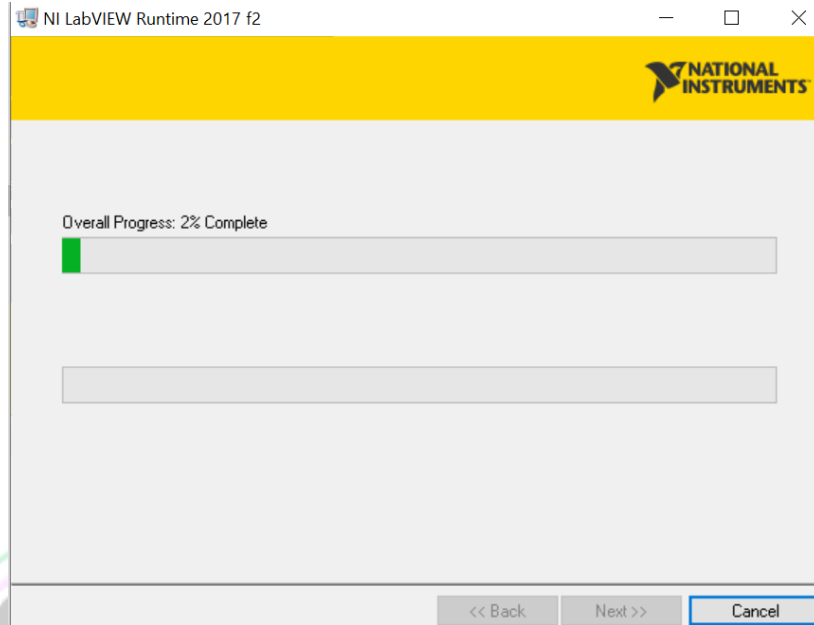 NI LabVIEW Runtime 2017 f2
NATIONAL
INSTRUMENTS
Overall Progress: 2% Complete
<< Back Next >> Cancel